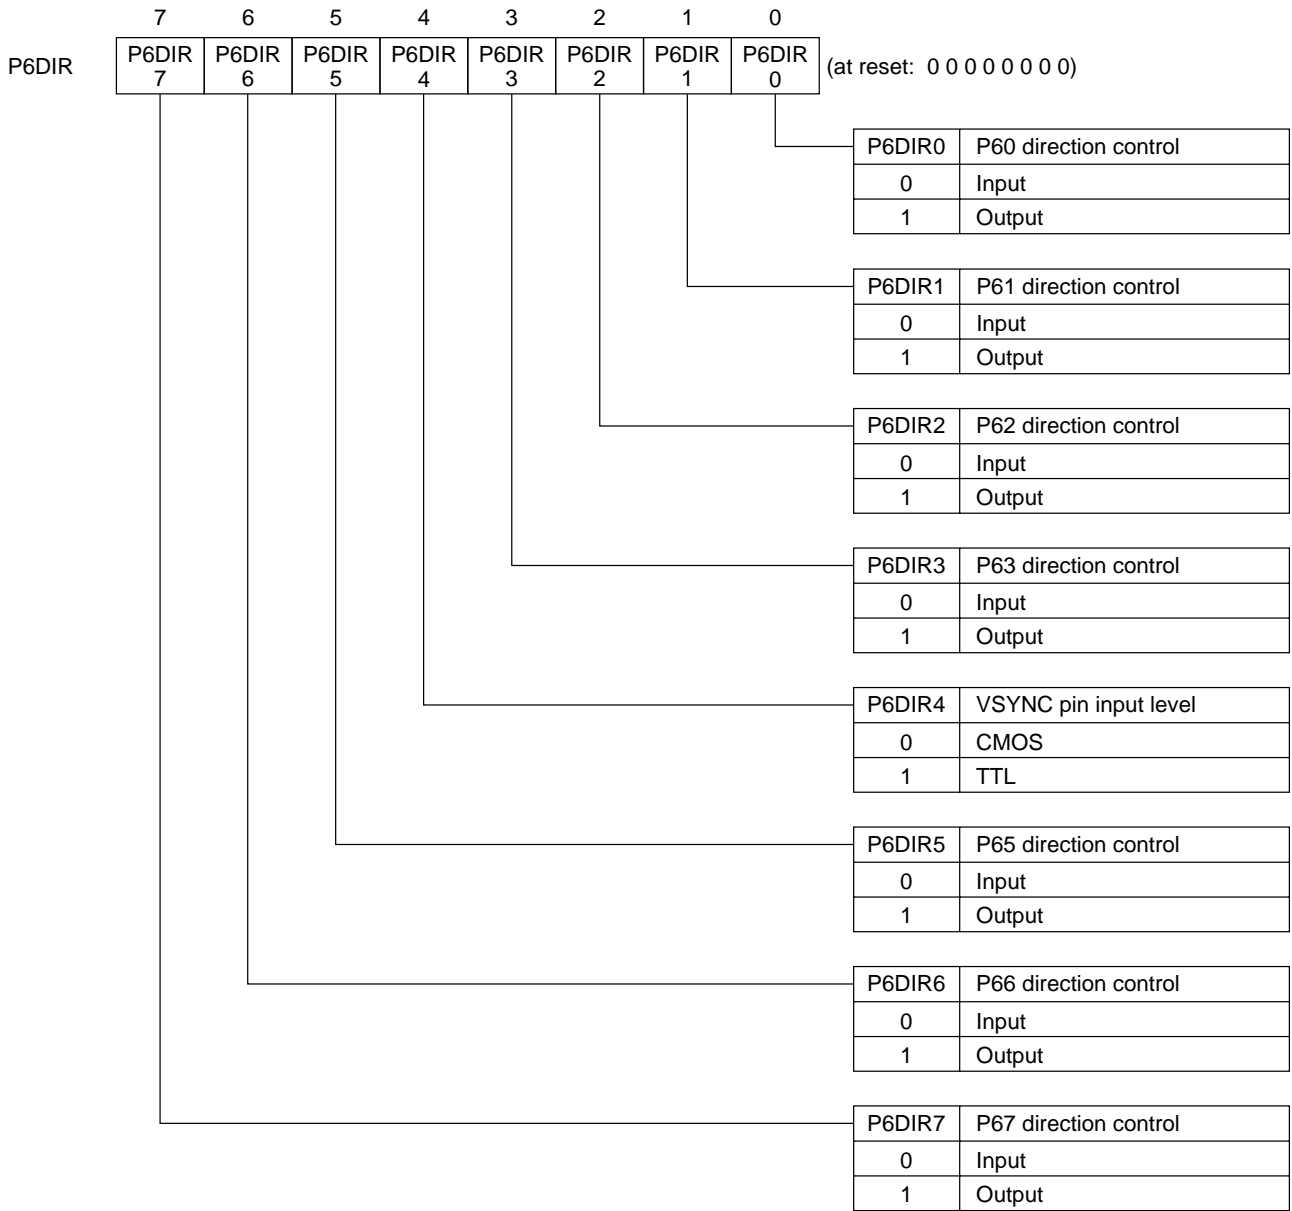 7 6 5 4 3 2 1 0
P6DIR P6DIR P6DIR P6DIR P6DIR P6DIR P6DIR P6DIR
P6DIR (at reset: 0 0 0 0 0 0 0 0)
7 6 5 4 3 2 1 0
P6DIR0 P60 direction control
0 Input
1 Output
P6DIR1 P61 direction control
0 Input
1 Output
P6DIR2 P62 direction control
0 Input
1 Output
P6DIR3 P63 direction control
0 Input
1 Output
P6DIR4 VSYNC pin input level
0 CMOS
1 TTL
P6DIR5 P65 direction control
0 Input
1 Output
P6DIR6 P66 direction control
0 Input
1 Output
P6DIR7 P67 direction control
0 Input
1 Output